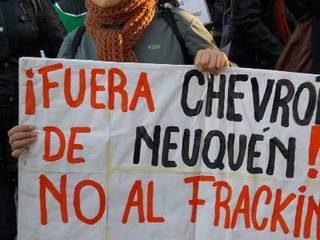 ¡FUERA CHEVRO
DE NEUQUÉN!
NO AL FRACKIN